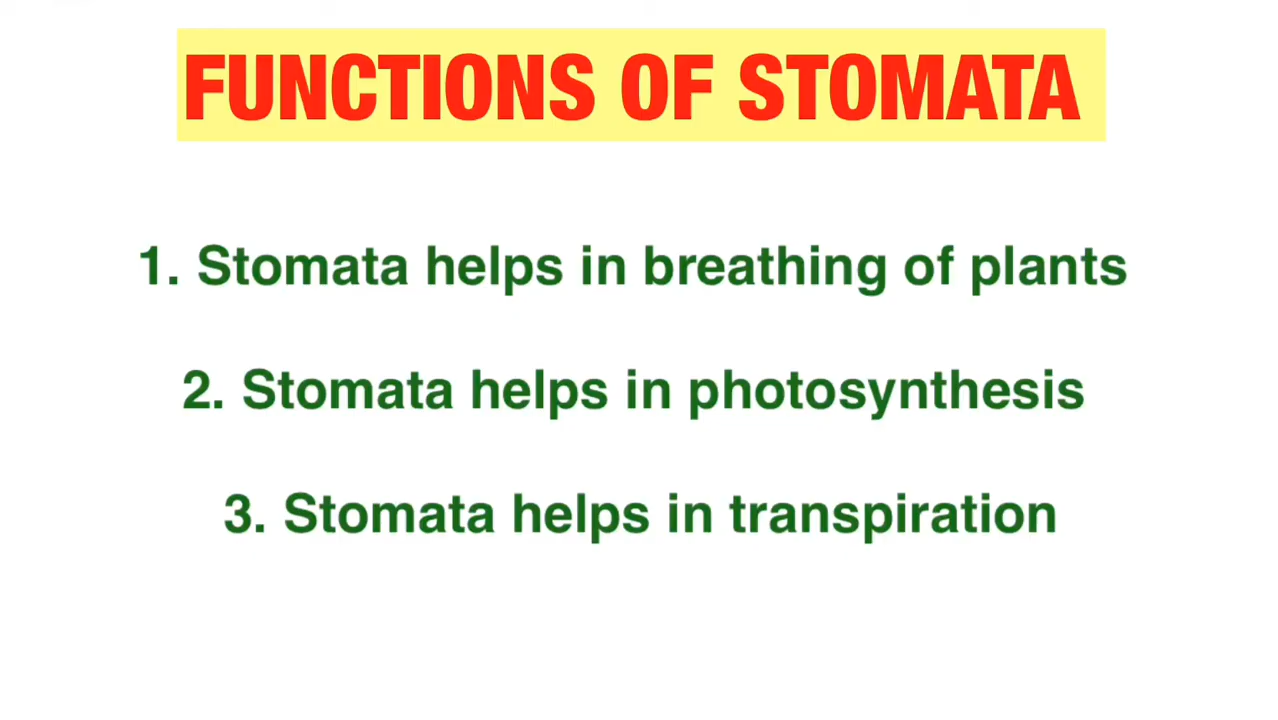 FUNCTIONS OF STOMATA
1. Stomata helps in breathing of plants
2. Stomata helps in photosynthesis
3. Stomata helps in transpiration